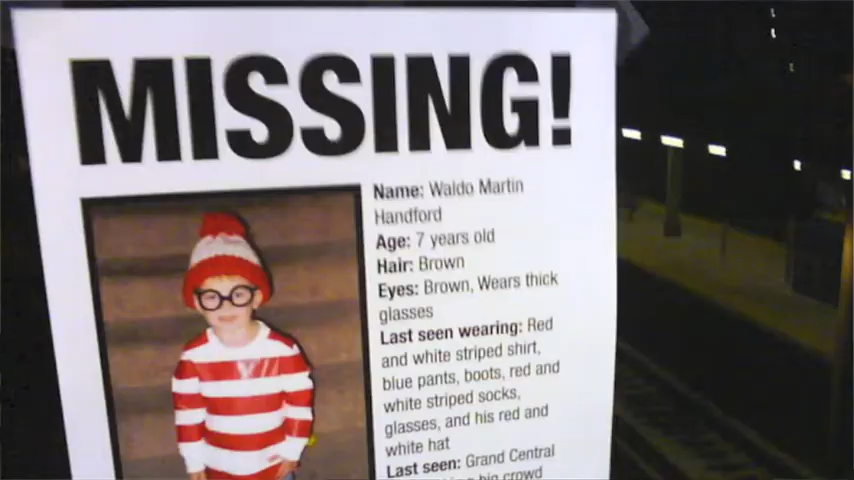 MISSING!
Name: Waldo Martin
Handford
Age: 7 years old
Hair: Brown
Eyes: Brown, Wears thick
glasses
Last seen wearing: Red
and white striped shirt,
blue pants, boots, red and
white striped socks,
glasses, and his red and
white hat
Last seen: Grand Central
big crowd